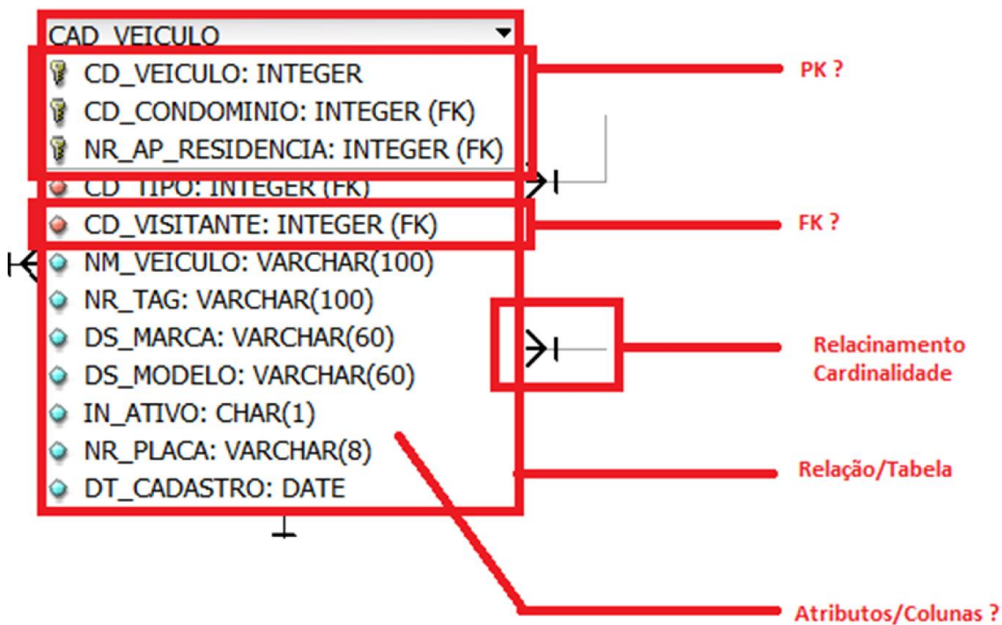 CAD_VEICULO
CD_VEICULO: INTEGER
CD_CONDOMINIO: INTEGER (FK)
NR_AP_RESIDENCIA: INTEGER (FK)
CD_TIPO: INTEGER (FK)
CD_VISITANTE: INTEGER (FK)
NM_VEICULO: VARCHAR(100)
NR_TAG: VARCHAR(100)
DS_MARCA: VARCHAR(60)
DS_MODELO: VARCHAR(60)
IN_ATIVO: CHAR(1)
NR_PLACA: VARCHAR(8)
DT_CADASTRO: DATE
PK ?
FK ?
Relacinamento
Cardinalidade
Relação/Tabela
Atributos/Colunas ?